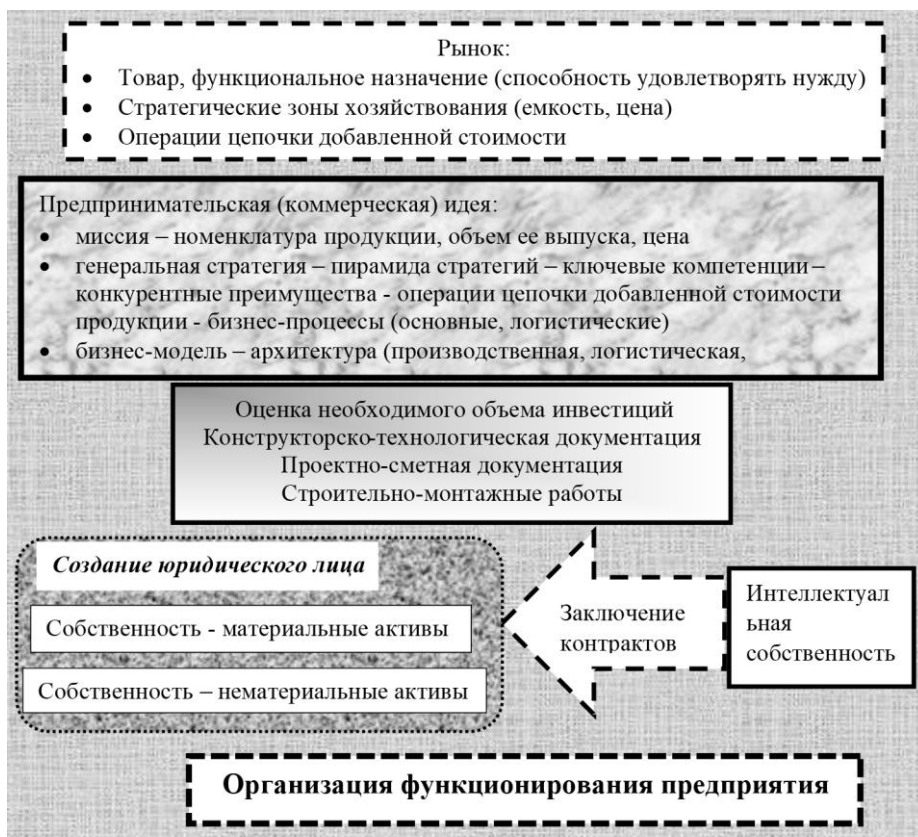 Рынок:
• Товар, функциональное назначение (способность удовлетворять нужду)
• Стратегические зоны хозяйствования (емкость, цена)
• Операции цепочки добавленной стоимости
Предпринимательская (коммерческая) идея:
• миссия – номенклатура продукции, объем ее выпуска, цена
• генеральная стратегия – пирамида стратегий – ключевые компетенции –
конкурентные преимущества - операции цепочки добавленной стоимости
продукции - бизнес-процессы (основные, логистические)
• бизнес-модель – архитектура (производственная, логистическая,
Оценка необходимого объема инвестиций
Конструкторско-технологическая документация
Проектно-сметная документация
Строительно-монтажные работы
Создание юридического лица
Собственность - материальные активы
Собственность – нематериальные активы
Заключение
контрактов
Интеллектуал
ьная
собственность
Организация функционирования предприятия